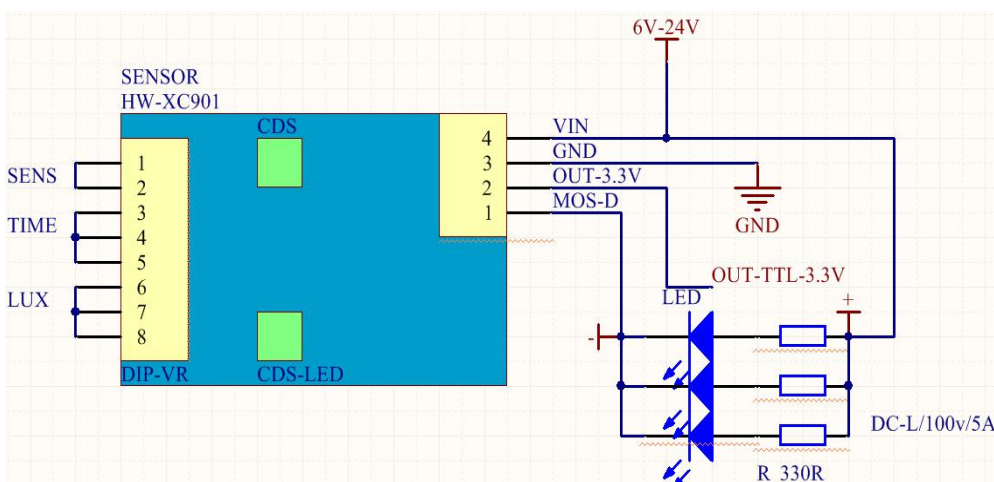 6V-24V
SENSOR
HW-XC901
CDS
4 VIN
3 GND
2 OUT-3.3V
1 MOS-D
SENS
1
2
TIME
3
4
5
LUX
6
7
8
DIP-VR
CDS-LED
GND
OUT-TTL-3.3V
LED
+
-
DC-L/100v/5A
R 330R